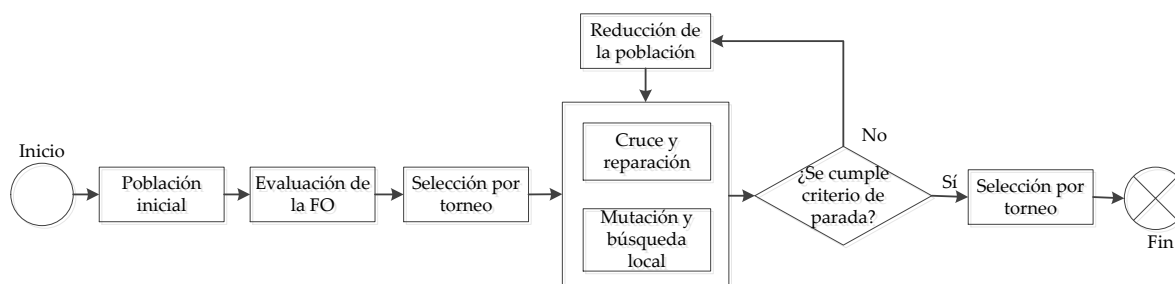 Reducción de
la población
Inicio
Población
inicial
Evaluación de
la FO
Selección por
torneo
Cruce y
reparación
Mutación y
búsqueda
local
No
¿Se cumple
criterio de
parada?
Sí
Selección por
torneo
Fin